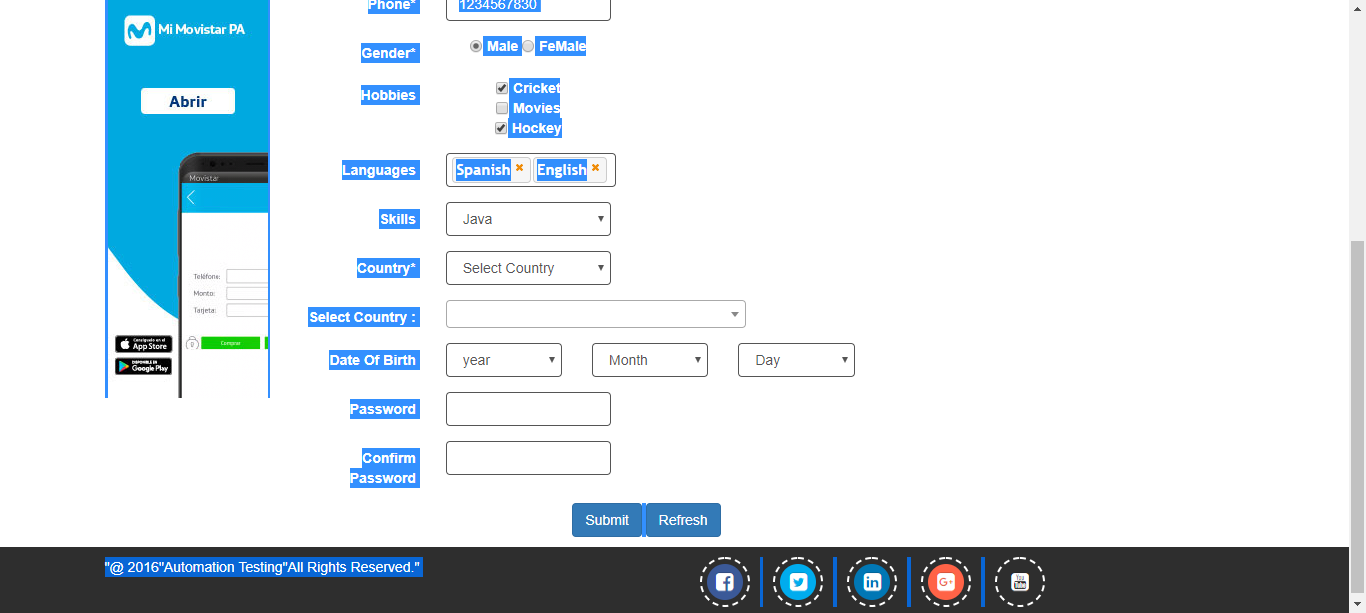 Mi Movistar PA
Abrir
Movistar
Teléfono:
Monto:
Tarjeta:
Comprar
Consíguelo en el
App Store
DISPONIBLE EN
Google Play
Phone* 1234567830
Gender* Male FeMale
Hobbies Cricket
Movies
Hockey
Languages Spanish English
Skills Java
Country* Select Country
Select Country :
Date Of Birth year Month Day
Password
Confirm
Password
Submit Refresh
"@ 2016"Automation Testing"All Rights Reserved."
f in G+ You Tube